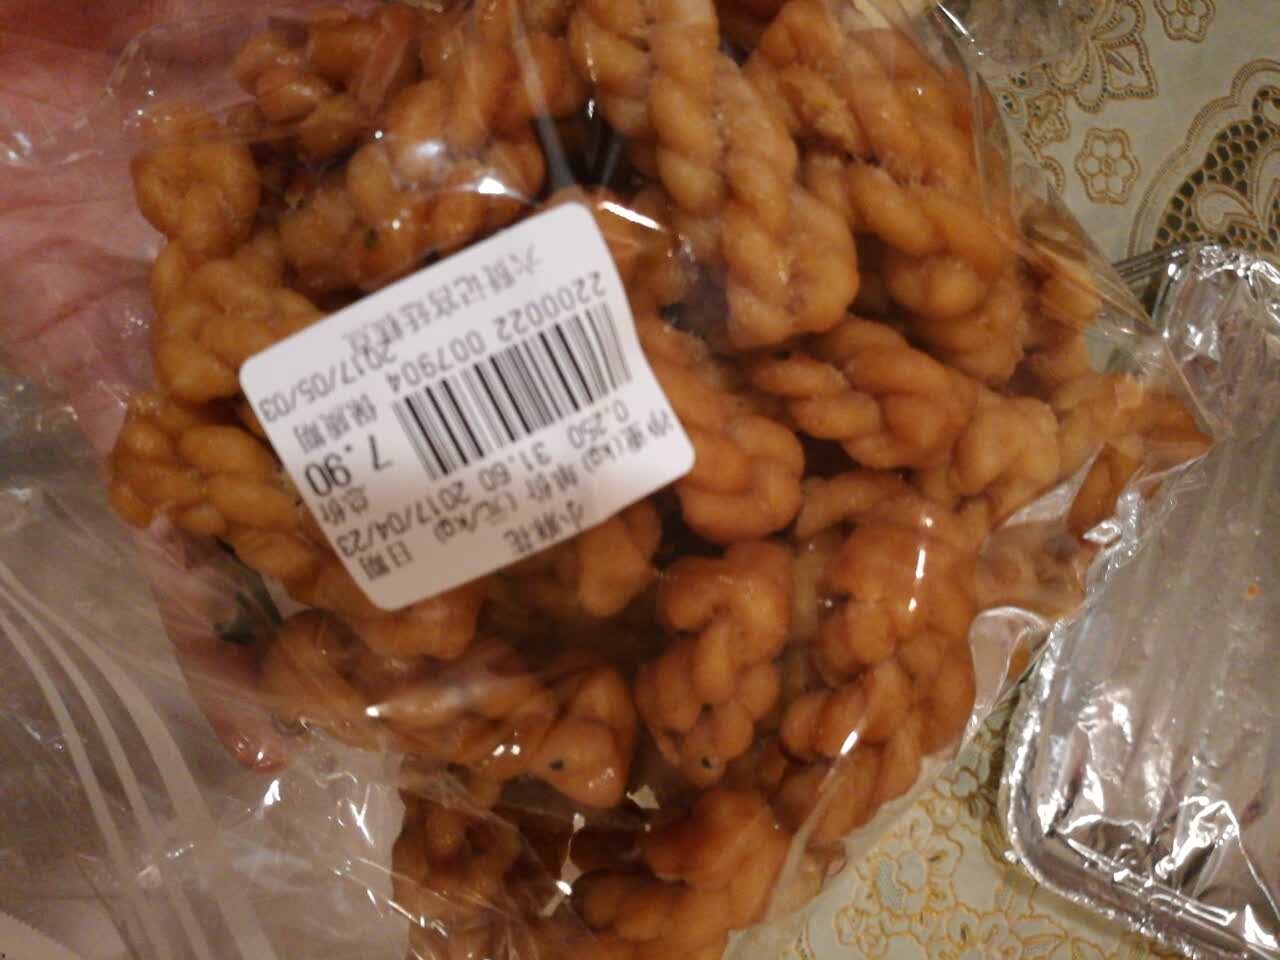 小麻花
净重(kg) 单价(元/kg) 日期
0.250 31.60 2017/04/23
总价
7.90
保质期
2017/05/03
2200022 007904